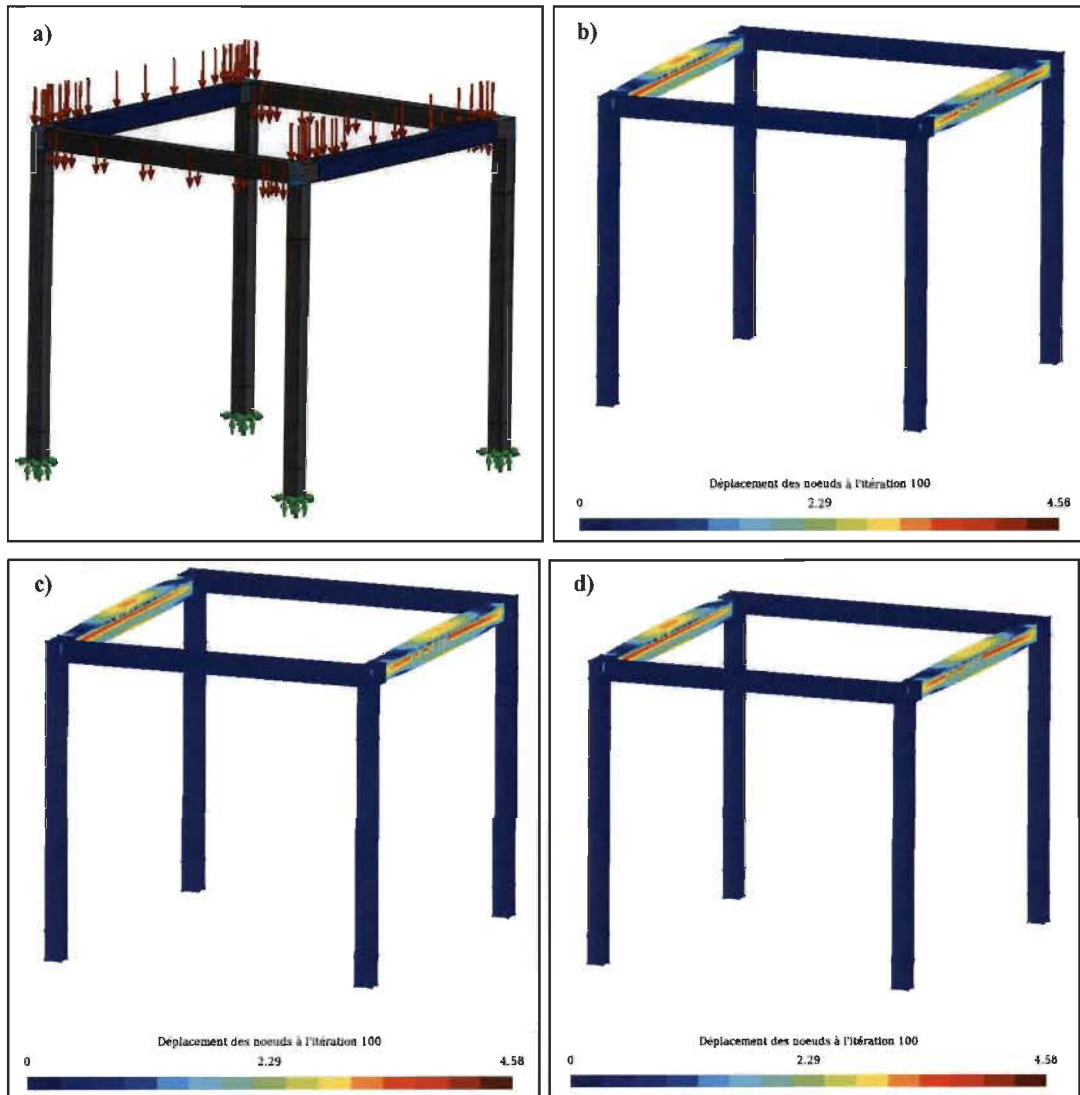 a)
b)
Déplacement des noeuds à l'itération 100
0 2.29 4.58
c)
d)
Déplacement des noeuds à l'itération 100
0 2.29 4.58
Déplacement des noeuds à l'itération 100
0 2.29 4.58